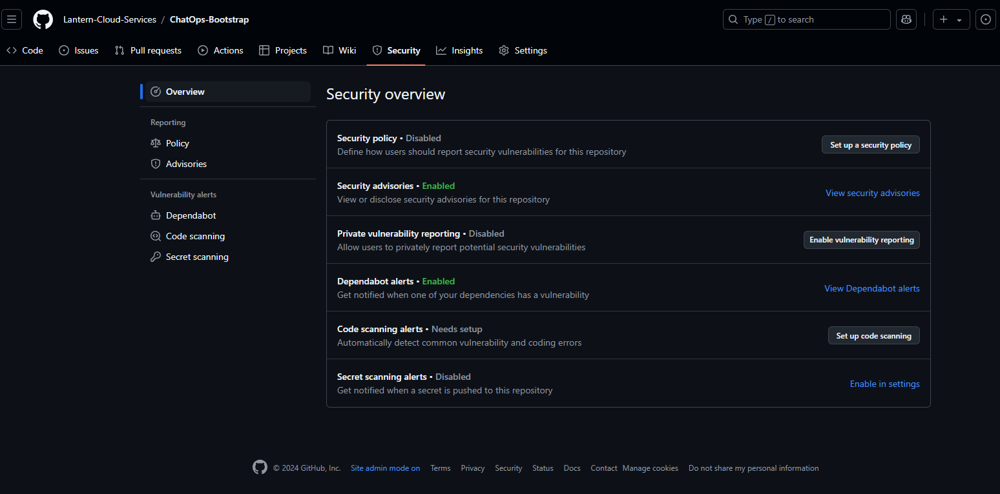 Lantern-Cloud-Services / ChatOps-Bootstrap
Type / to search
Code Issues Pull requests Actions Projects Wiki Security Insights Settings
Overview
Reporting
Policy
Advisories
Vulnerability alerts
Dependabot
Code scanning
Secret scanning
Security overview
Security policy • Disabled
Define how users should report security vulnerabilities for this repository
Set up a security policy
Security advisories • Enabled
View or disclose security advisories for this repository
View security advisories
Private vulnerability reporting • Disabled
Allow users to privately report potential security vulnerabilities
Enable vulnerability reporting
Dependabot alerts • Enabled
Get notified when one of your dependencies has a vulnerability
View Dependabot alerts
Code scanning alerts • Needs setup
Automatically detect common vulnerability and coding errors
Set up code scanning
Secret scanning alerts • Disabled
Get notified when a secret is pushed to this repository
Enable in settings
© 2024 GitHub, Inc. Site admin mode on Terms Privacy Security Status Docs Contact Manage cookies Do not share my personal information